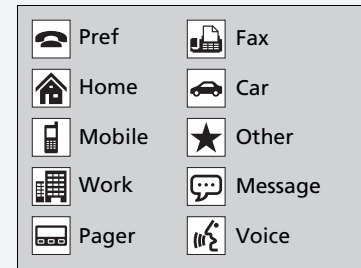 Pref
Fax
Home
Car
Mobile
Other
Work
Message
Pager
Voice